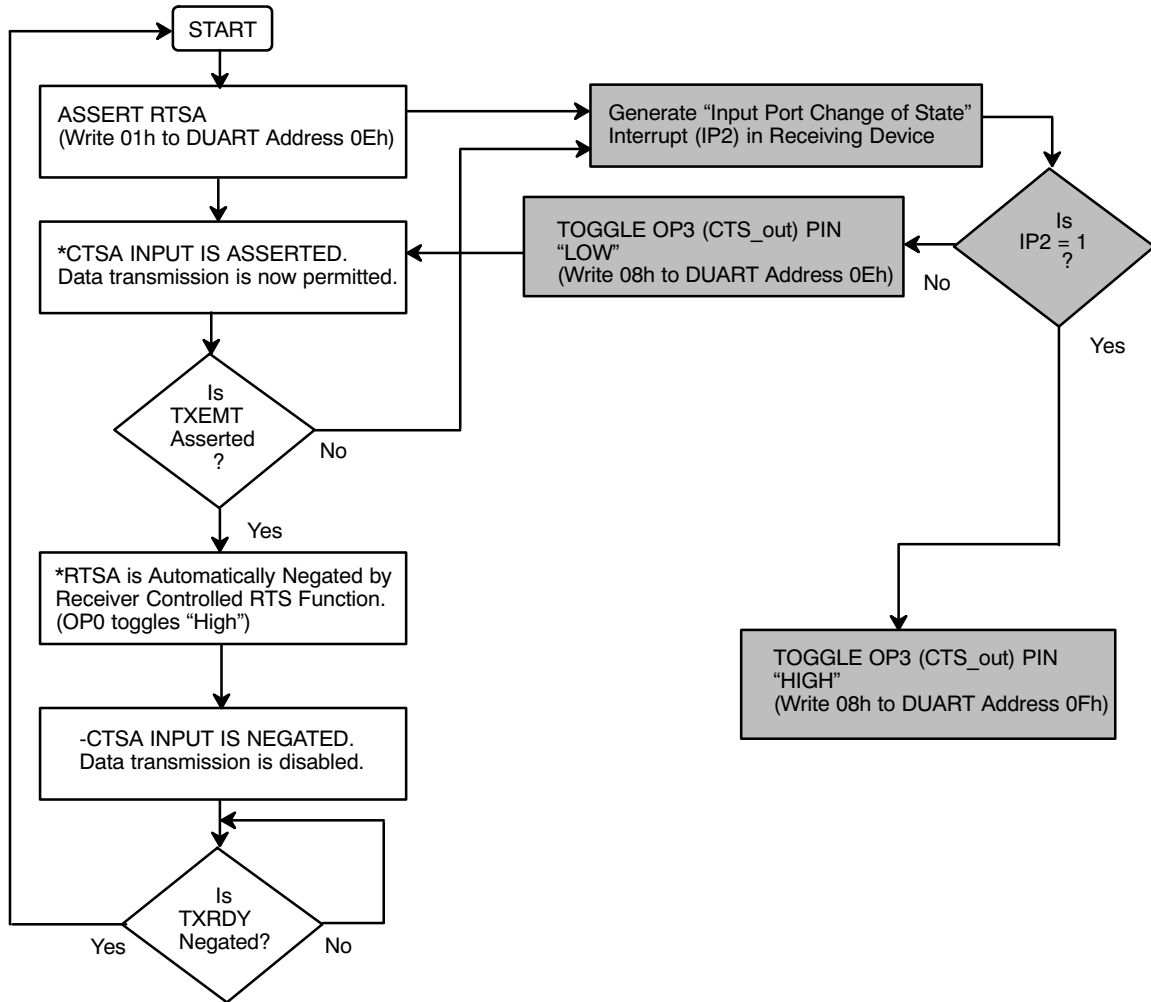 START
ASSERT RTSA
(Write 01h to DUART Address 0Eh)
Generate “Input Port Change of State”
Interrupt (IP2) in Receiving Device
Is
IP2 = 1
?
No
Yes
TOGGLE OP3 (CTS_out) PIN
“LOW”
(Write 08h to DUART Address 0Eh)
*CTSA INPUT IS ASSERTED.
Data transmission is now permitted.
Is
TXEMT
Asserted
?
No
Yes
*RTSA is Automatically Negated by
Receiver Controlled RTS Function.
(OP0 toggles “High”)
TOGGLE OP3 (CTS_out) PIN
“HIGH”
(Write 08h to DUART Address 0Fh)
-CTSA INPUT IS NEGATED.
Data transmission is disabled.
Is
TXRDY
Negated?
Yes
No